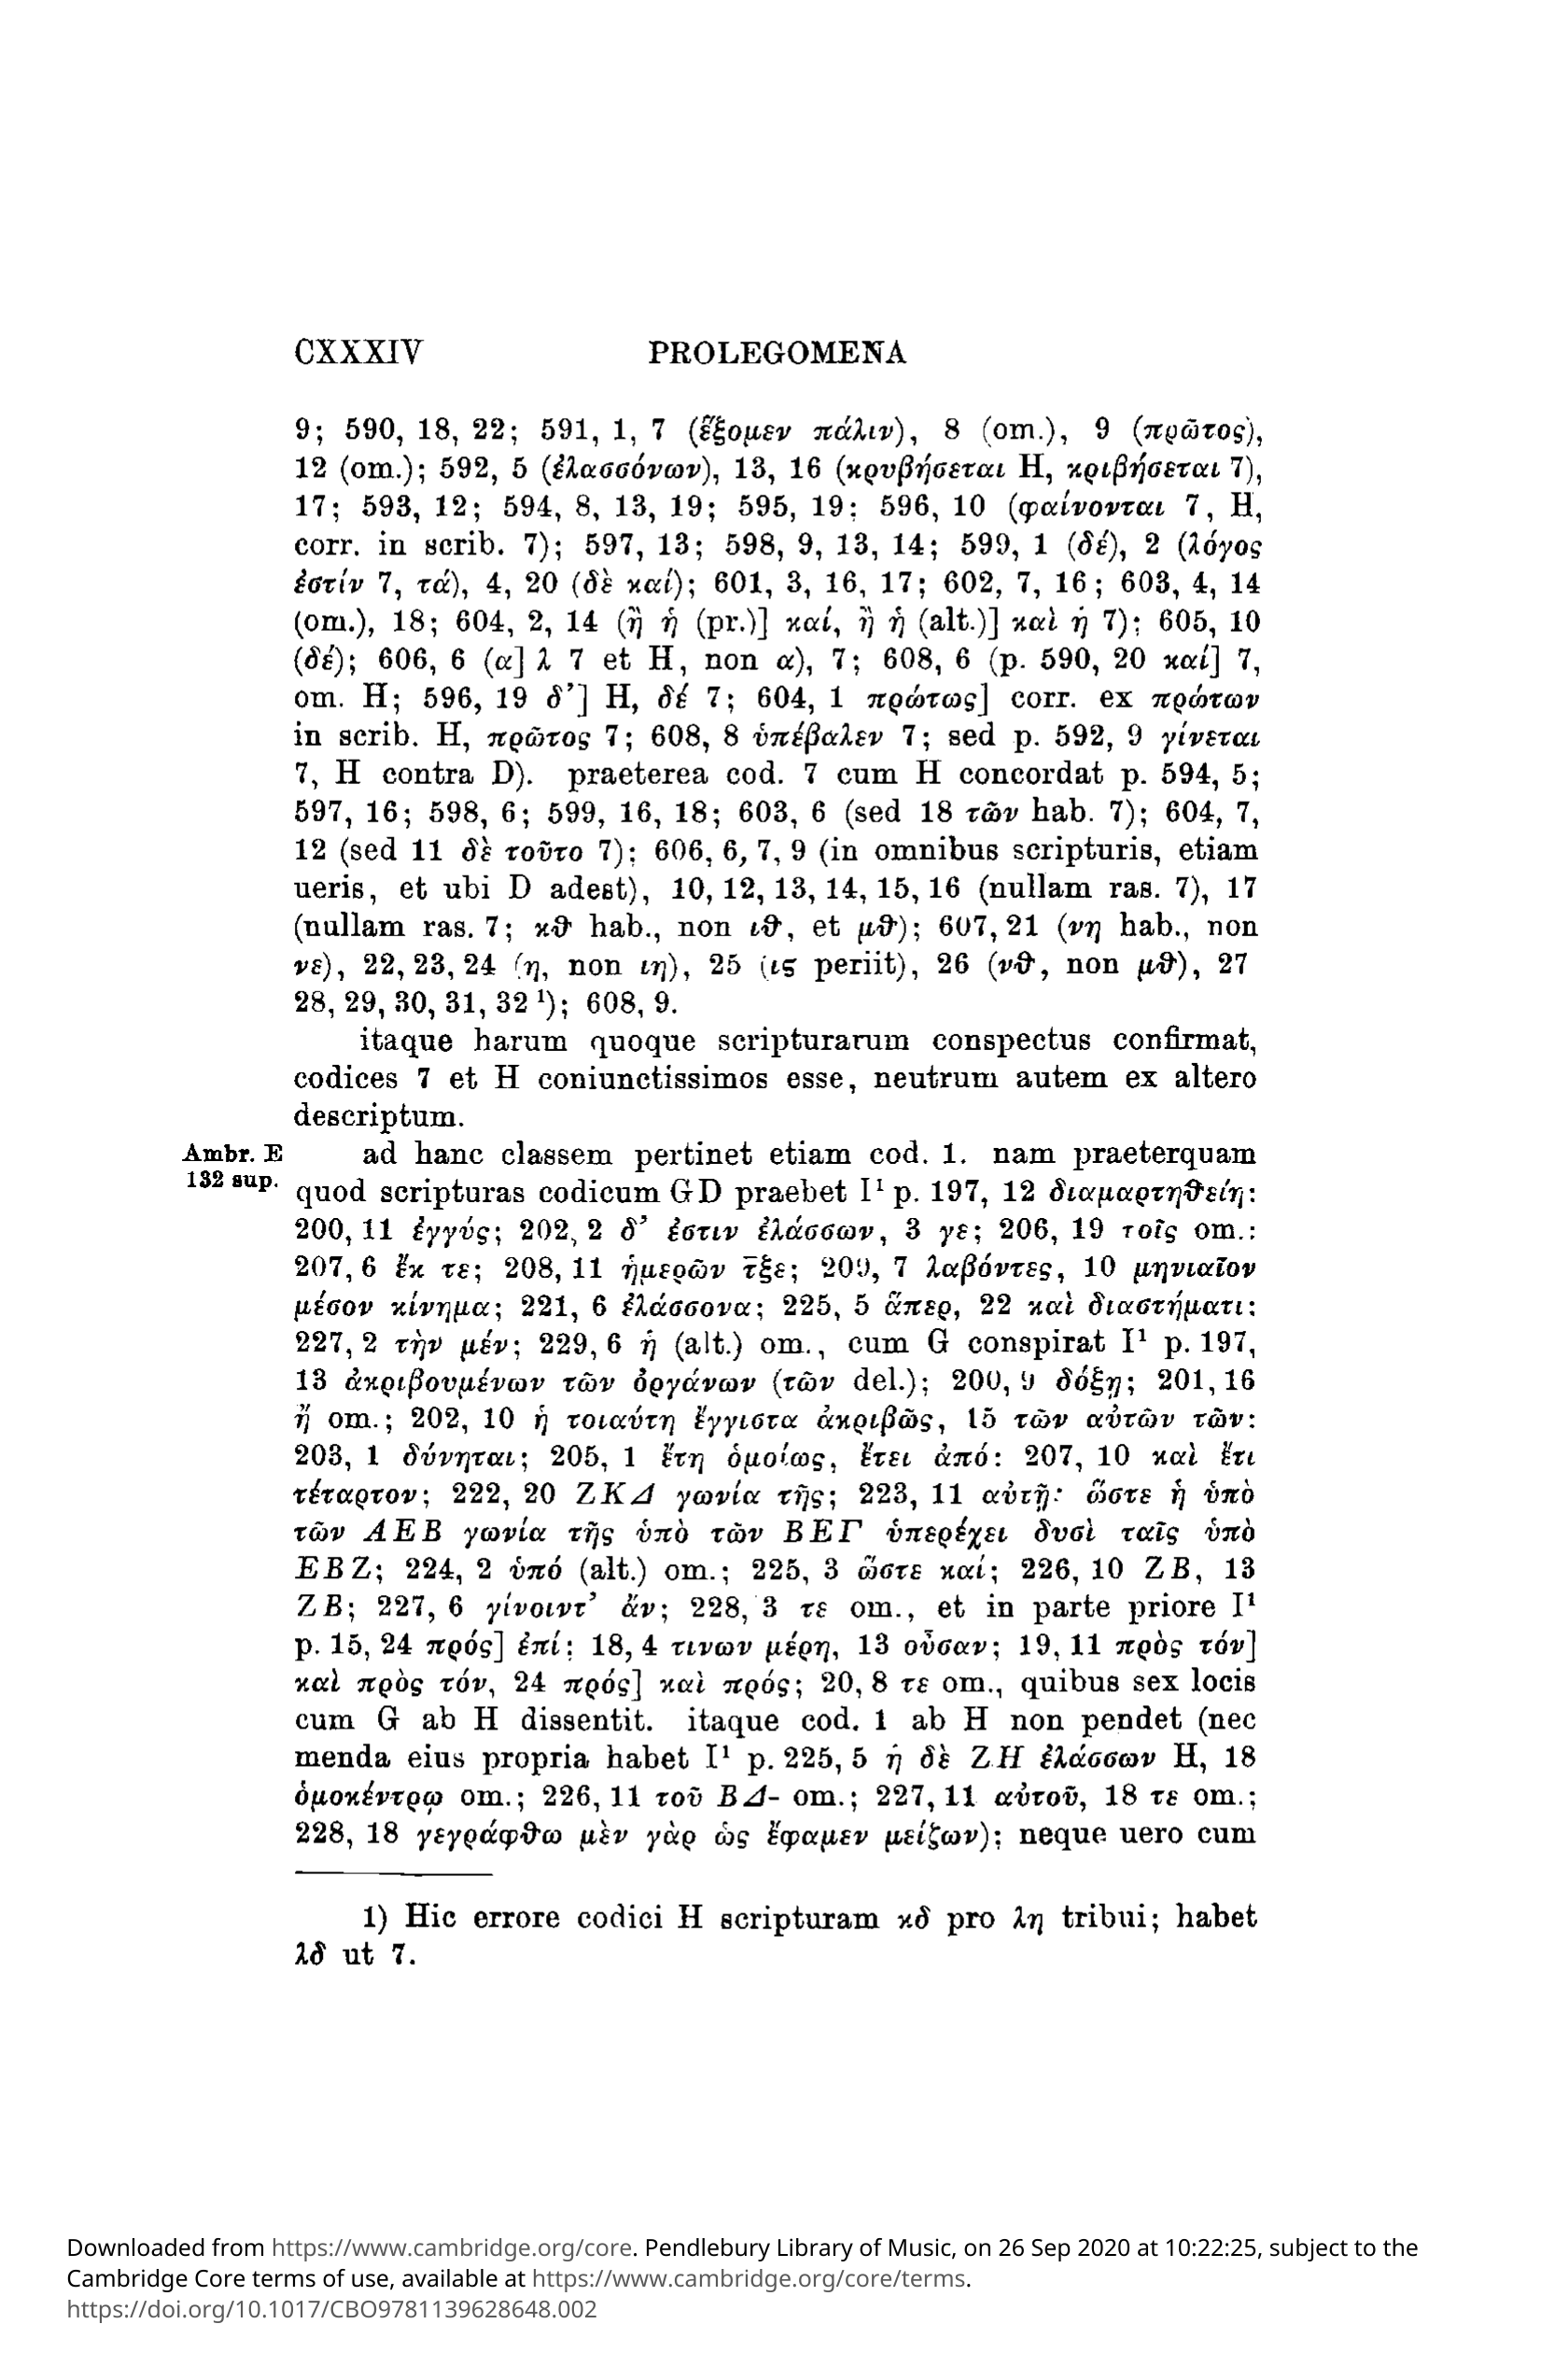 CXXXIV PROLEGOMENA
9; 590, 18, 22; 591, 1, 7 (ἕξομεν πάλιν), 8 (om.), 9 (πρῶτος),
12 (om.); 592, 5 (ἐλασσόνων), 13, 16 (κρυβήσεται H, κριβήσεται 7),
17; 593, 12; 594, 8, 13, 19; 595, 19; 596, 10 (φαίνονται 7, H,
corr. in scrib. 7); 597, 13; 598, 9, 13, 14; 599, 1 (δέ), 2 (λόγος
ἐστίν 7, τά), 4, 20 (δὲ καί); 601, 3, 16, 17; 602, 7, 16; 603, 4, 14
(om.), 18; 604, 2, 14 (ἢ ἡ (pr.)] καί, ἢ ἡ (alt.)] καὶ ἡ 7); 605, 10
(δέ); 606, 6 (α] λ 7 et H, non α), 7; 608, 6 (p. 590, 20 καί] 7,
om. H; 596, 19 δ’] H, δέ 7; 604, 1 πρώτως] corr. ex πρώτων
in scrib. H, πρῶτος 7; 608, 8 ὑπέβαλεν 7; sed p. 592, 9 γίνεται
7, H contra D). praeterea cod. 7 cum H concordat p. 594, 5;
597, 16; 598, 6; 599, 16, 18; 603, 6 (sed 18 τῶν hab. 7); 604, 7,
12 (sed 11 δὲ τοῦτο 7); 606, 6, 7, 9 (in omnibus scripturis, etiam
ueris, et ubi D adest), 10, 12, 13, 14, 15, 16 (nullam ras. 7), 17
(nullam ras. 7; κϑ hab., non ιϑ, et μϑ); 607, 21 (νη hab., non
νε), 22, 23, 24 (η, non ιη), 25 (ις periit), 26 (νϑ, non μϑ), 27
28, 29, 30, 31, 32 ¹); 608, 9.
itaque harum quoque scripturarum conspectus confirmat,
codices 7 et H coniunctissimos esse, neutrum autem ex altero
descriptum.
Ambr. E
132 sup.
ad hanc classem pertinet etiam cod. 1. nam praeterquam
quod scripturas codicum GD praebet I¹ p. 197, 12 διαμαρτηϑείη;
200, 11 ἐγγύς; 202, 2 δ’ ἐστιν ἐλάσσων, 3 γε; 206, 19 τοῖς om.;
207, 6 ἔκ τε; 208, 11 ἡμερῶν τ̅ξε; 209, 7 λαβόντες, 10 μηνιαῖον
μέσον κίνημα; 221, 6 ἐλάσσονα; 225, 5 ἅπερ, 22 καὶ διαστήματι;
227, 2 τὴν μέν; 229, 6 ἡ (alt.) om., cum G conspirat I¹ p. 197,
13 ἀκριβουμένων τῶν ὀργάνων (τῶν del.); 200, 9 δόξῃ; 201, 16
ἤ om.; 202, 10 ἡ τοιαύτη ἔγγιστα ἀκριβῶς, 15 τῶν αὐτῶν τῶν;
203, 1 δύνηται; 205, 1 ἔτη ὁμοίως, ἔτει ἀπό; 207, 10 καὶ ἔτι
τέταρτον; 222, 20 ΖΚΔ γωνία τῆς; 223, 11 αὐτῇ· ὥστε ἡ ὑπὸ
τῶν ΑΕΒ γωνία τῆς ὑπὸ τῶν ΒΕΓ ὑπερέχει δυσὶ ταῖς ὑπὸ
ΕΒΖ; 224, 2 ὑπό (alt.) om.; 225, 3 ὥστε καί; 226, 10 ΖΒ, 13
ΖΒ; 227, 6 γίνοιντ’ ἄν; 228, 3 τε om., et in parte priore I¹
p. 15, 24 πρός] ἐπί; 18, 4 τινων μέρη, 13 οὖσαν; 19, 11 πρὸς τόν]
καὶ πρὸς τόν, 24 πρός] καὶ πρός; 20, 8 τε om., quibus sex locis
cum G ab H dissentit. itaque cod. 1 ab H non pendet (nec
menda eius propria habet I¹ p. 225, 5 ἡ δὲ ΖΗ ἐλάσσων H, 18
ὁμοκέντρῳ om.; 226, 11 τοῦ ΒΔ- om.; 227, 11 αὐτοῦ, 18 τε om.;
228, 18 γεγράφϑω μὲν γὰρ ὡς ἔφαμεν μείζων); neque uero cum
1) Hic errore codici H scripturam κδ pro λη tribui; habet
λδ ut 7.
Downloaded from https://www.cambridge.org/core. Pendlebury Library of Music, on 26 Sep 2020 at 10:22:25, subject to the
Cambridge Core terms of use, available at https://www.cambridge.org/core/terms.
https://doi.org/10.1017/CBO9781139628648.002